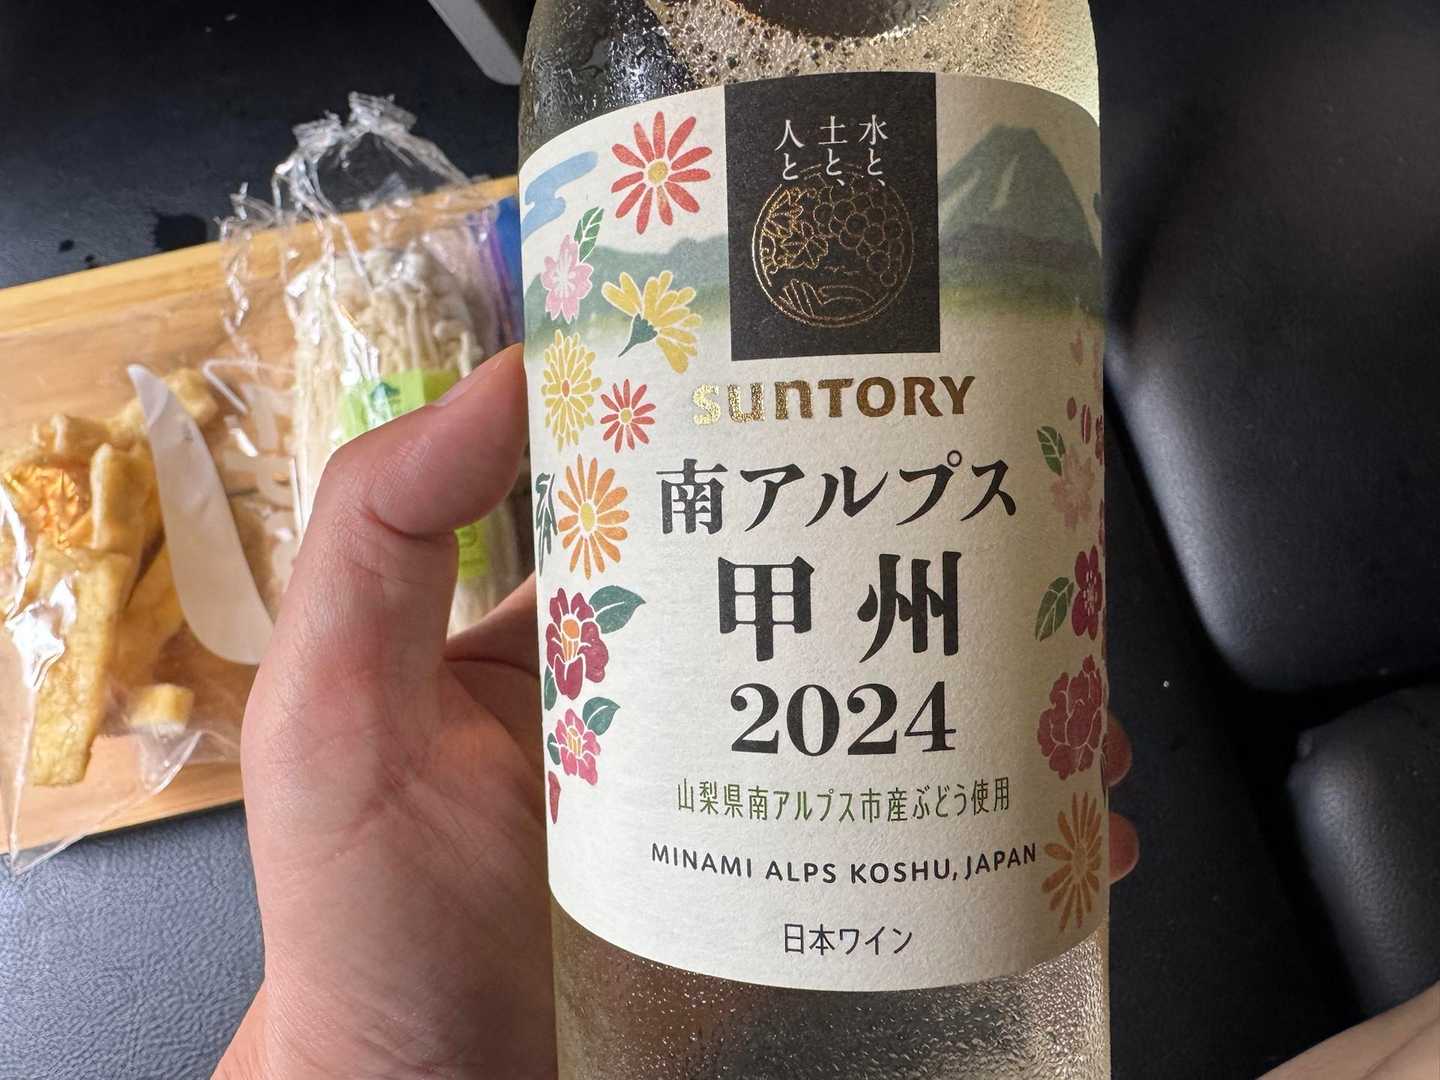 水と、
土と、
人と
SUNTORY
南アルプス
甲州
2024
山梨県南アルプス市産ぶどう使用
MINAMI ALPS KOSHU, JAPAN
日本ワイン